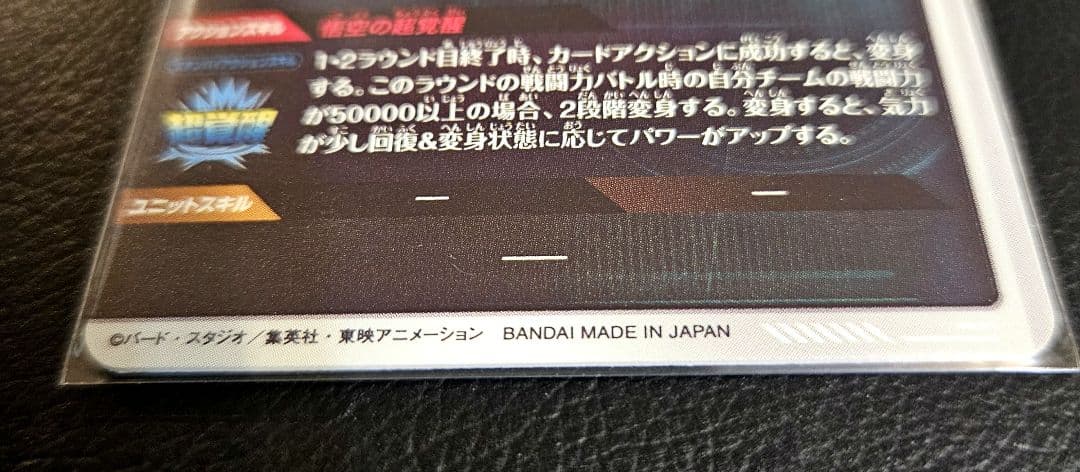 アクションスキル 悟空の超覚醒
1・2ラウンド目終了時、カードアクションに成功すると、変身
する。このラウンドの戦闘力バトル時の自分チームの戦闘力
が50000以上の場合、2段階変身する。変身すると、気力
が少し回復&変身状態に応じてパワーがアップする。
超覚醒
ユニットスキル ー ー
ー
©バード・スタジオ／集英社・東映アニメーション BANDAI MADE IN JAPAN